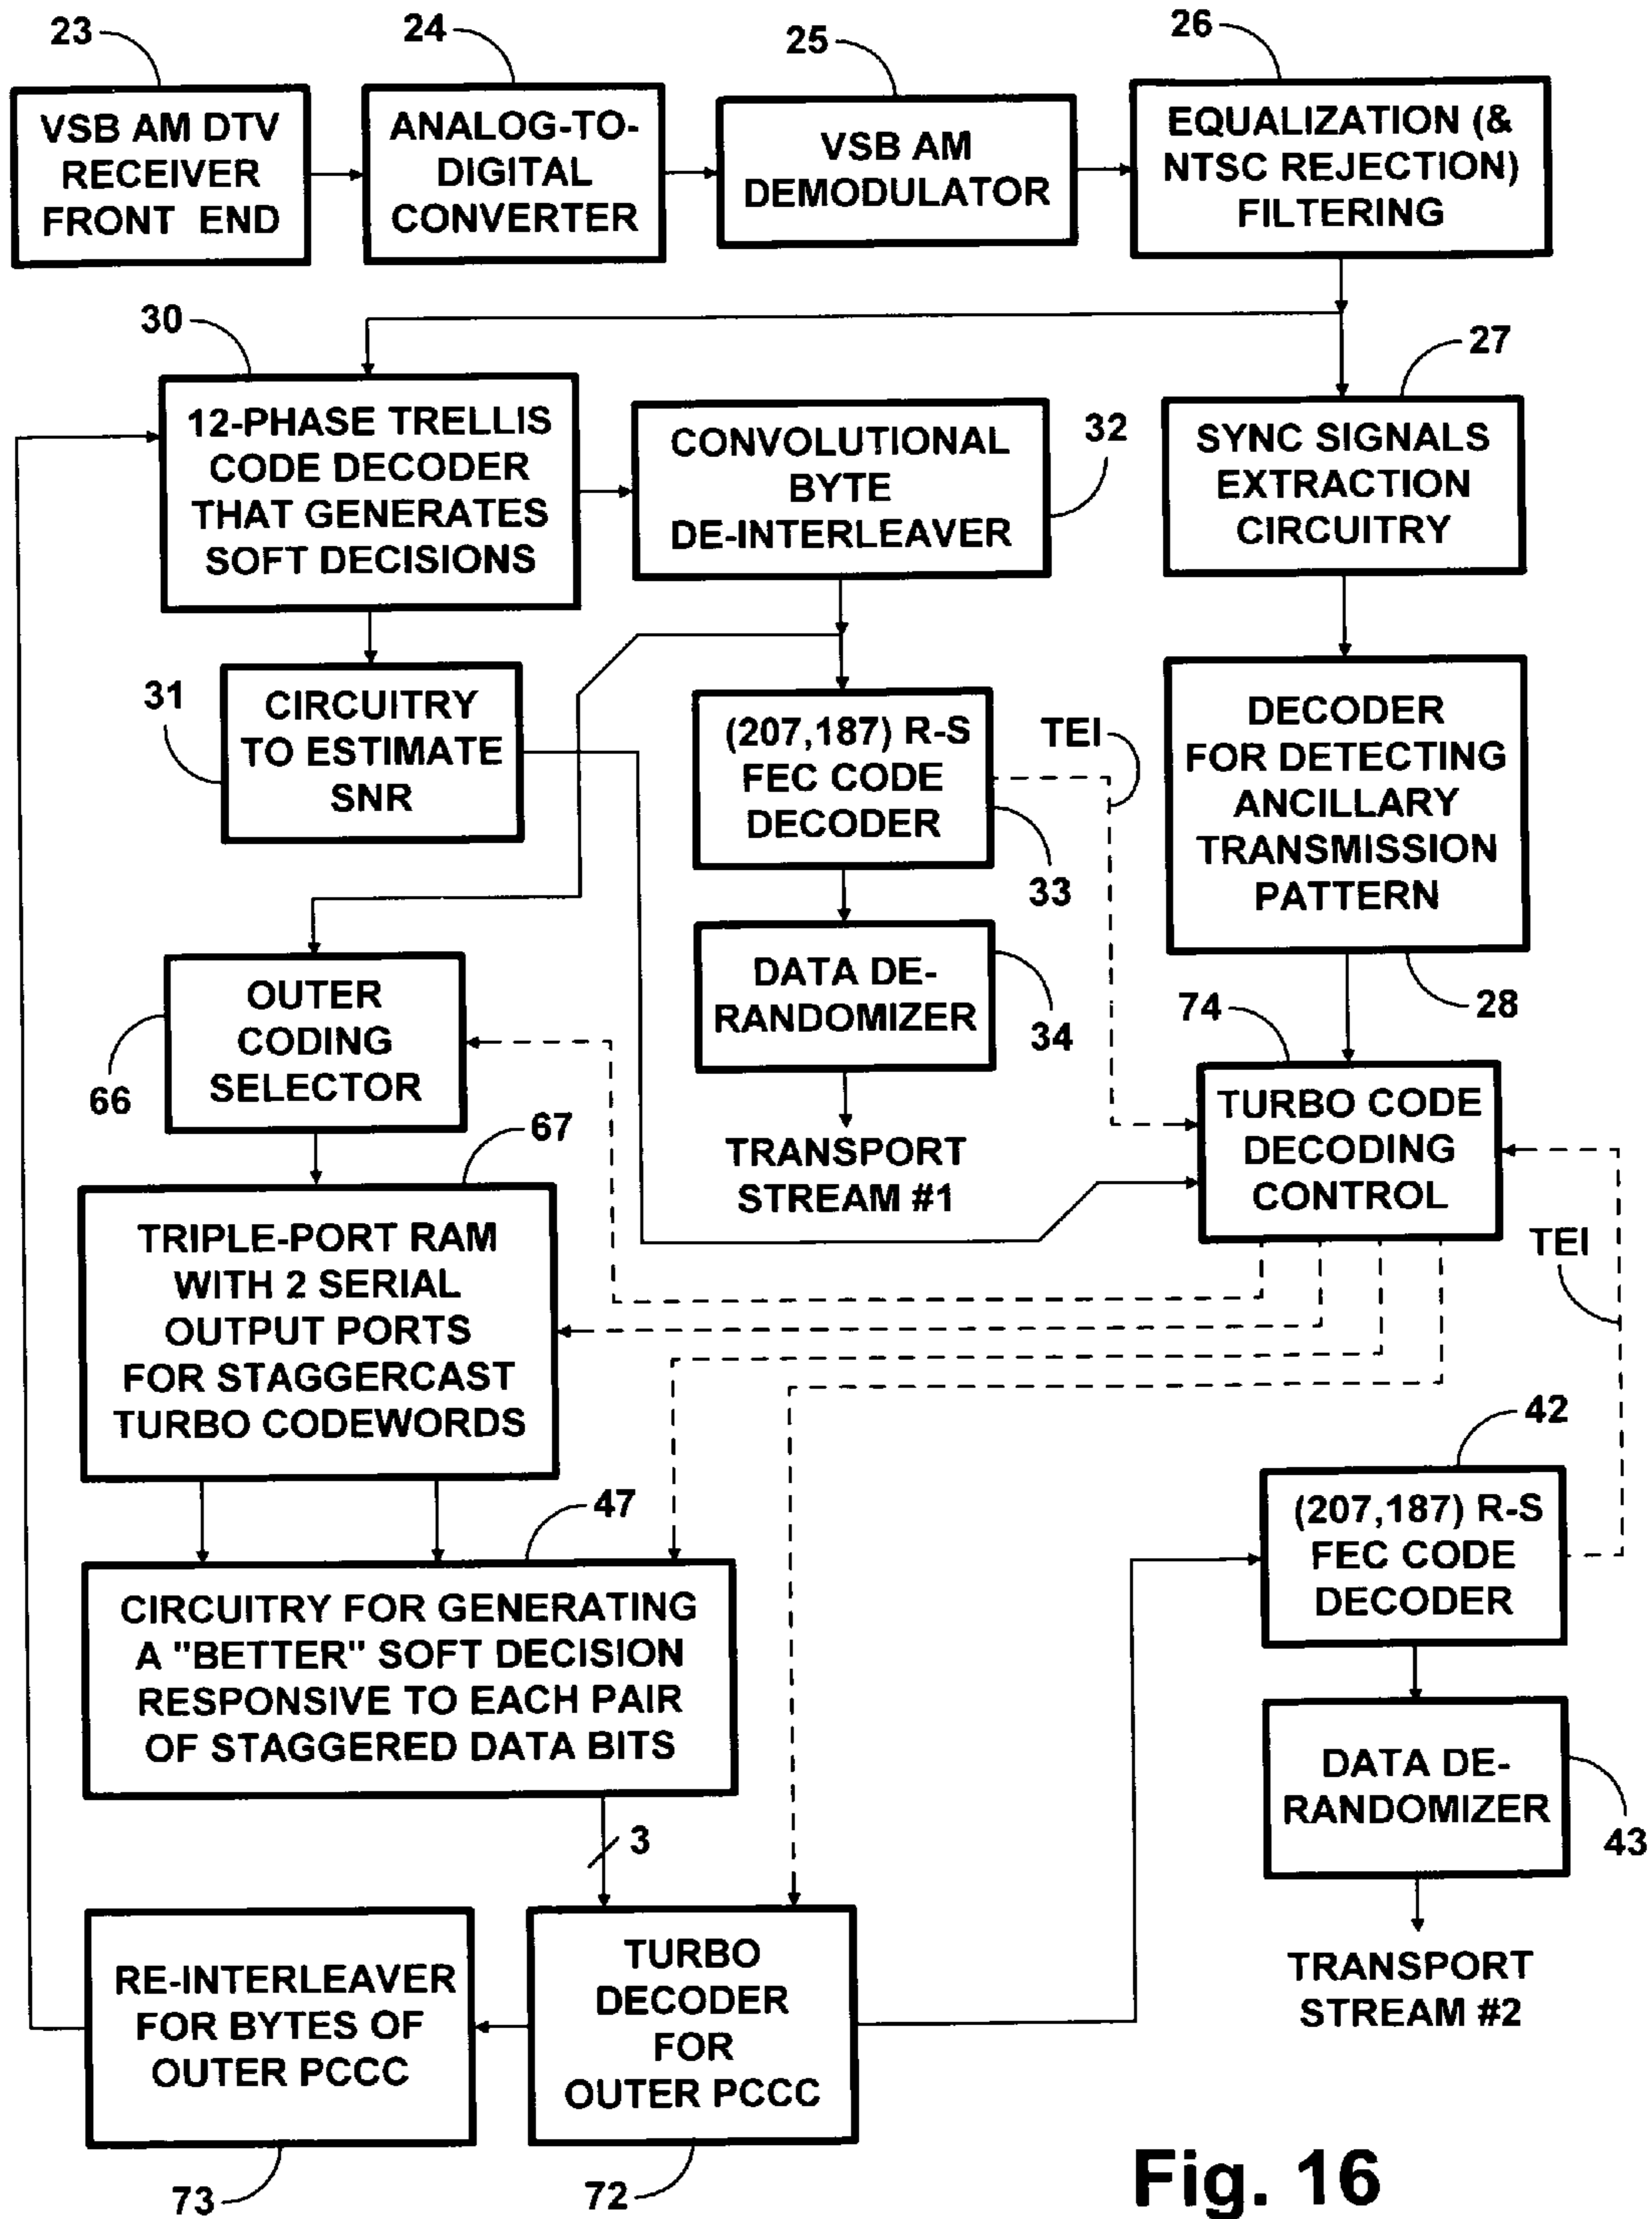 23
24
25
26
VSB AM DTV
RECEIVER
FRONT END
ANALOG-TO-
DIGITAL
CONVERTER
VSB AM
DEMODULATOR
EQUALIZATION (&
NTSC REJECTION)
FILTERING
30
27
12-PHASE TRELLIS
CODE DECODER
THAT GENERATES
SOFT DECISIONS
CONVOLUTIONAL
BYTE
DE-INTERLEAVER
32
SYNC SIGNALS
EXTRACTION
CIRCUITRY
31
CIRCUITRY
TO ESTIMATE
SNR
(207,187) R-S
FEC CODE
DECODER
33
TEI
DECODER
FOR DETECTING
ANCILLARY
TRANSMISSION
PATTERN
28
OUTER
CODING
SELECTOR
66
DATA DE-
RANDOMIZER
34
74
TURBO CODE
DECODING
CONTROL
TRANSPORT
STREAM #1
67
TEI
TRIPLE-PORT RAM
WITH 2 SERIAL
OUTPUT PORTS
FOR STAGGERCAST
TURBO CODEWORDS
42
(207,187) R-S
FEC CODE
DECODER
47
CIRCUITRY FOR GENERATING
A "BETTER" SOFT DECISION
RESPONSIVE TO EACH PAIR
OF STAGGERED DATA BITS
DATA DE-
RANDOMIZER
43
3
TRANSPORT
STREAM #2
RE-INTERLEAVER
FOR BYTES OF
OUTER PCCC
TURBO
DECODER
FOR
OUTER PCCC
73
72
Fig. 16